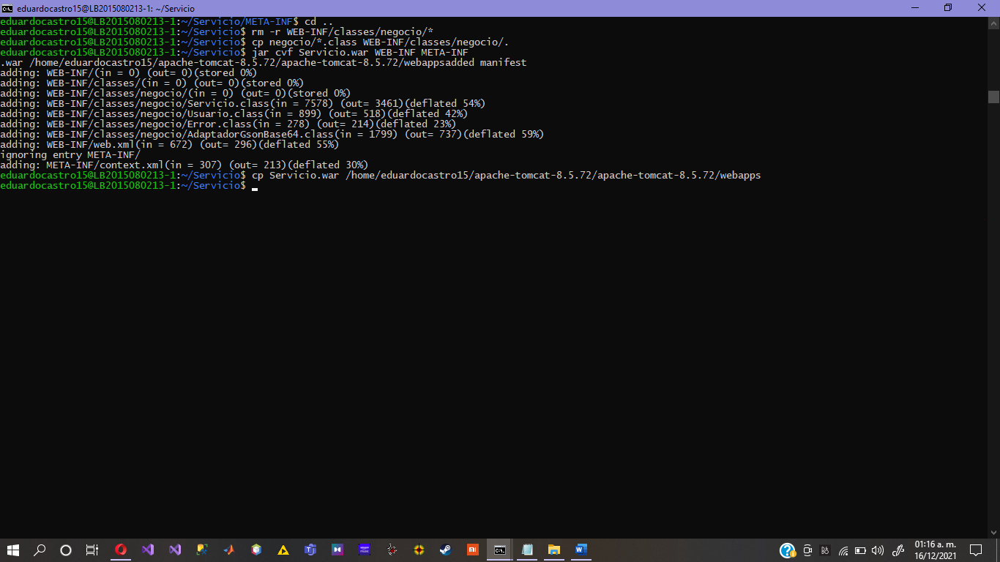 eduardocastro15@LB2015080213-1: ~/Servicio
eduardocastro15@LB2015080213-1:~/Servicio/META-INF$ cd ..
eduardocastro15@LB2015080213-1:~/Servicio$ rm -r WEB-INF/classes/negocio/*
eduardocastro15@LB2015080213-1:~/Servicio$ cp negocio/*.class WEB-INF/classes/negocio/.
eduardocastro15@LB2015080213-1:~/Servicio$ jar cvf Servicio.war WEB-INF META-INF
.war /home/eduardocastro15/apache-tomcat-8.5.72/apache-tomcat-8.5.72/webappsadded manifest
adding: WEB-INF/(in = 0) (out= 0)(stored 0%)
adding: WEB-INF/classes/(in = 0) (out= 0)(stored 0%)
adding: WEB-INF/classes/negocio/(in = 0) (out= 0)(stored 0%)
adding: WEB-INF/classes/negocio/Servicio.class(in = 7578) (out= 3461)(deflated 54%)
adding: WEB-INF/classes/negocio/Usuario.class(in = 899) (out= 518)(deflated 42%)
adding: WEB-INF/classes/negocio/Error.class(in = 278) (out= 214)(deflated 23%)
adding: WEB-INF/classes/negocio/AdaptadorGsonBase64.class(in = 1799) (out= 737)(deflated 59%)
adding: WEB-INF/web.xml(in = 672) (out= 296)(deflated 55%)
ignoring entry META-INF/
adding: META-INF/context.xml(in = 307) (out= 213)(deflated 30%)
eduardocastro15@LB2015080213-1:~/Servicio$ cp Servicio.war /home/eduardocastro15/apache-tomcat-8.5.72/apache-tomcat-8.5.72/webapps
eduardocastro15@LB2015080213-1:~/Servicio$
01:16 a. m.
16/12/2021